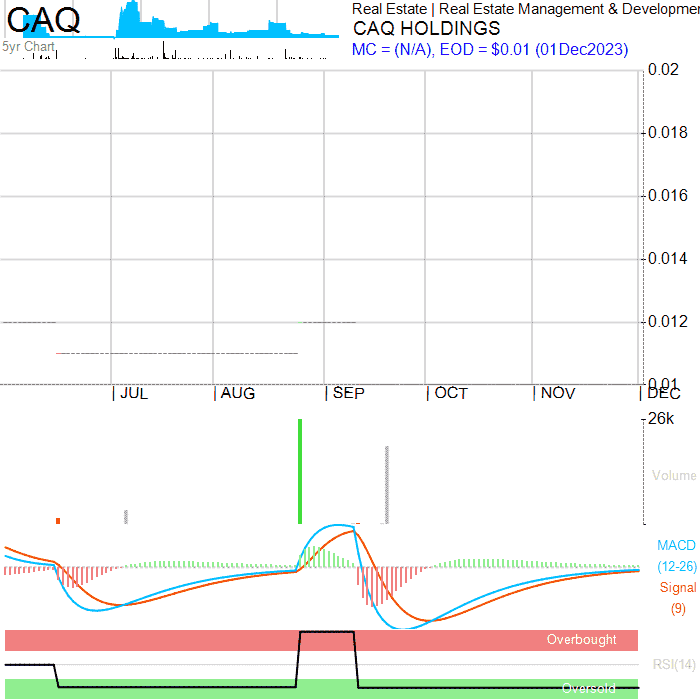 CAQ
5yr Chart
Real Estate | Real Estate Management & Developmen
CAQ HOLDINGS
MC = (N/A), EOD = $0.01 (01Dec2023)
0.02
0.018
0.016
0.014
0.012
0.01
JUL
AUG
SEP
OCT
NOV
DEC
26k
Volume
MACD
(12-26)
Signal
(9)
Overbought
RSI(14)
Oversold